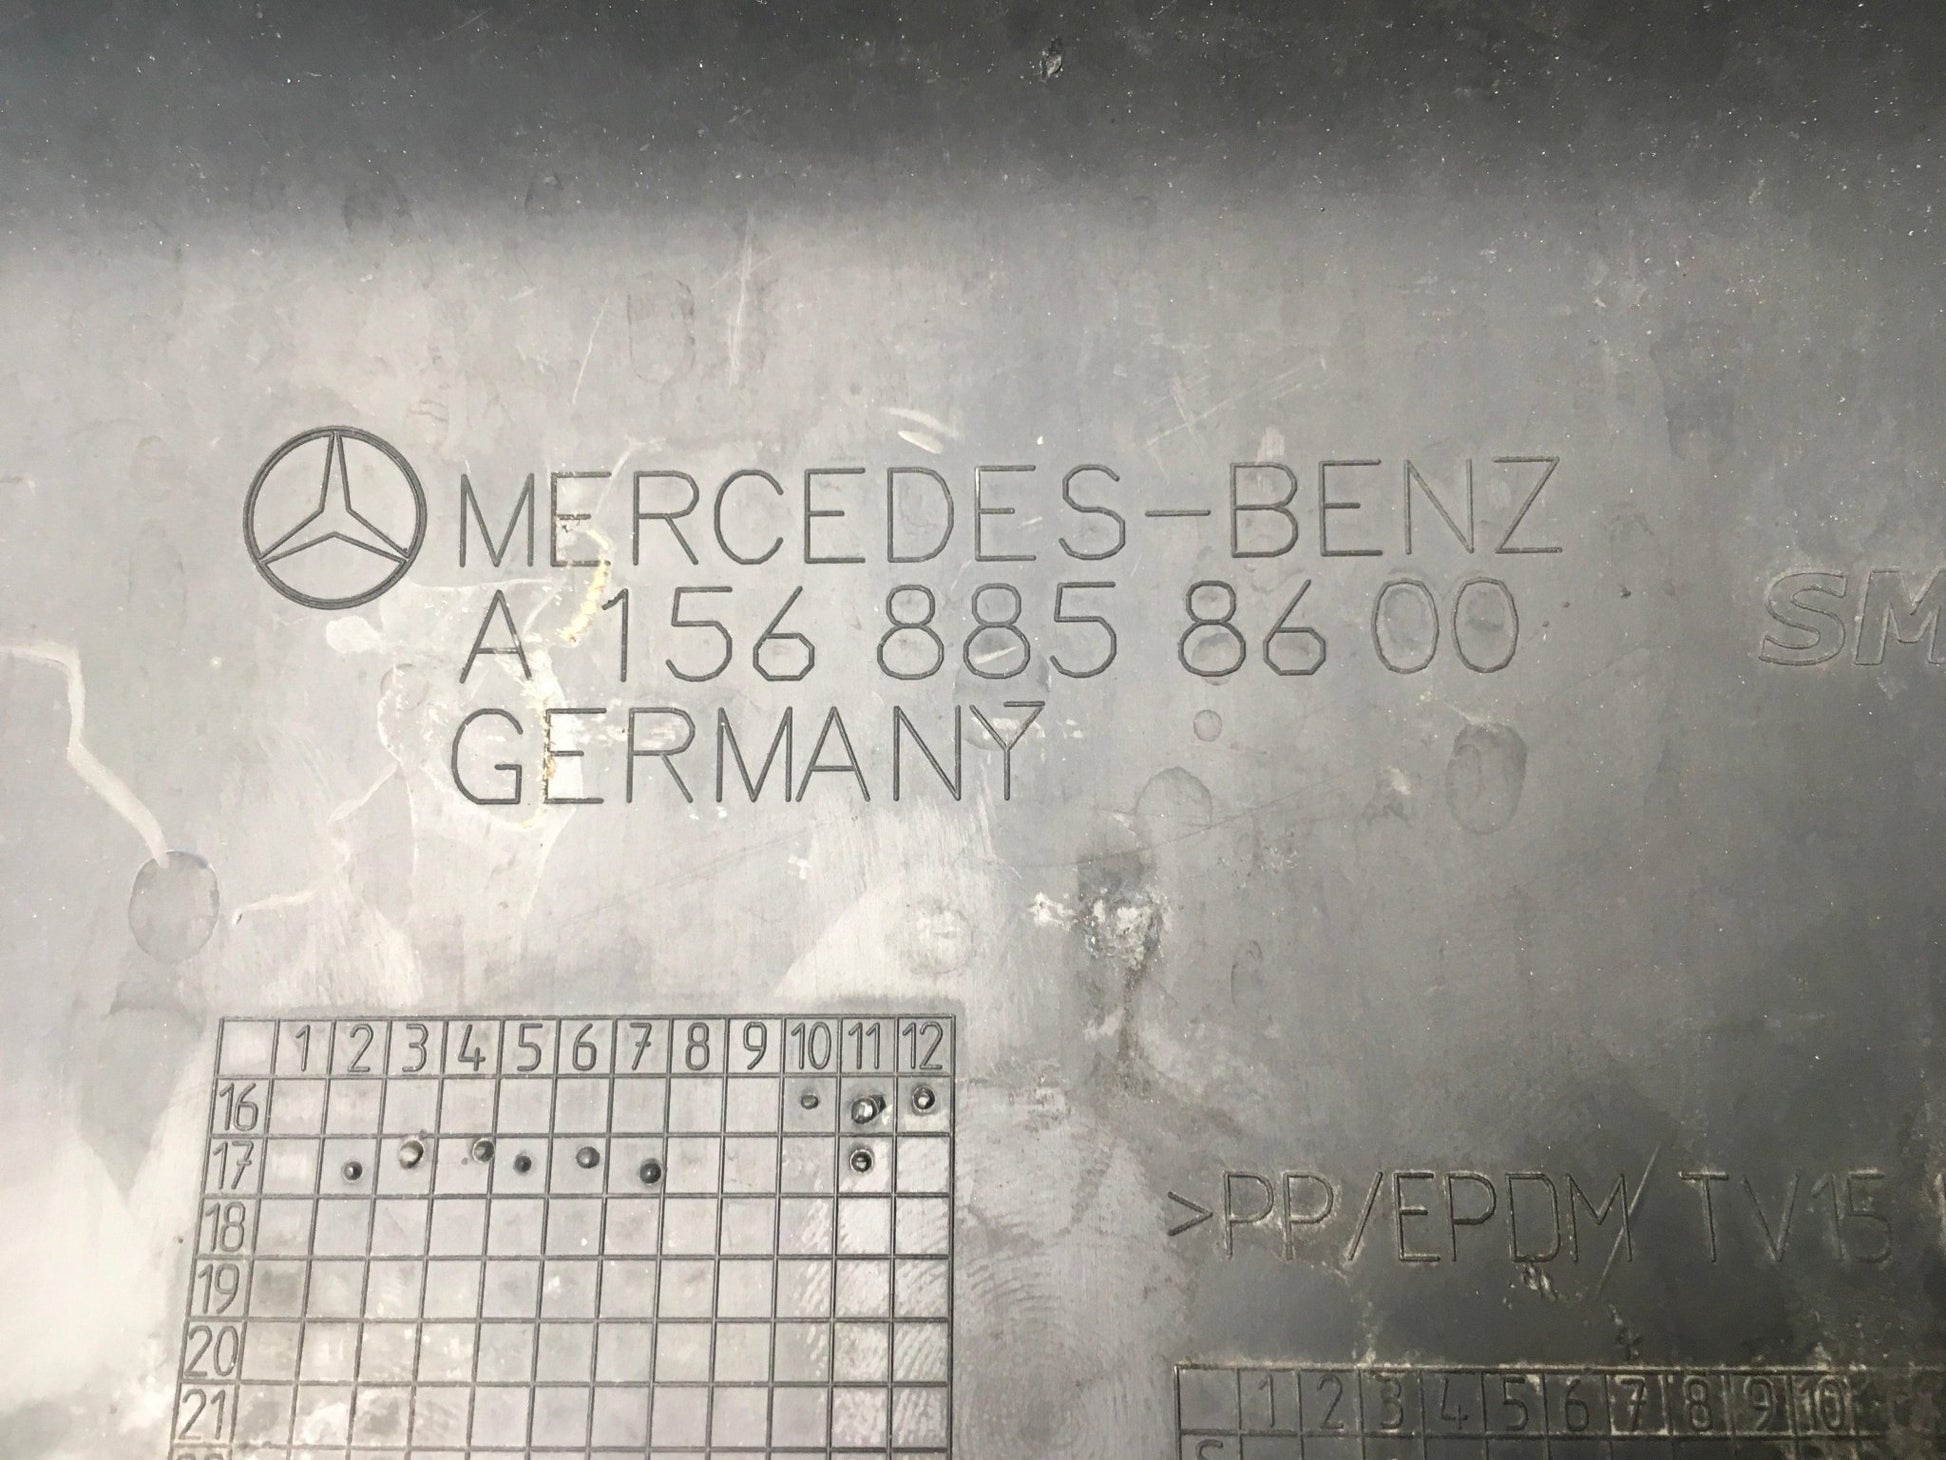 MERCEDES-BENZ
A 156 885 86 00
GERMANY
SM
1 2 3 4 5 6 7 8 9 10 11 12
16
17
18
19
20
21
>PP/EPDM/ TV15
1 2 3 4 5 6 7 8 9 10